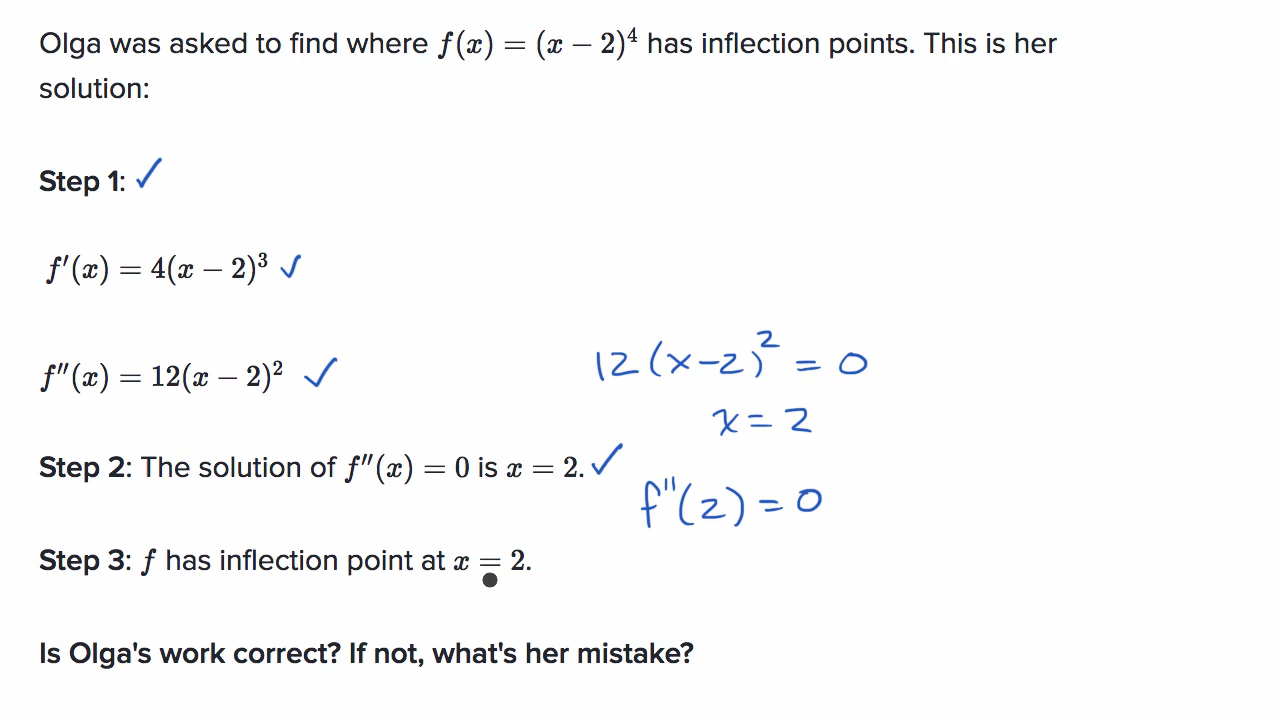 Olga was asked to find where f(x) = (x − 2)⁴ has inflection points. This is her
solution:
Step 1: ✓
f′(x) = 4(x − 2)³ ✓
f″(x) = 12(x − 2)² ✓
12(x−2)² = 0
x = 2
Step 2: The solution of f″(x) = 0 is x = 2. ✓
f″(2) = 0
Step 3: f has inflection point at x = 2.
Is Olga's work correct? If not, what's her mistake?